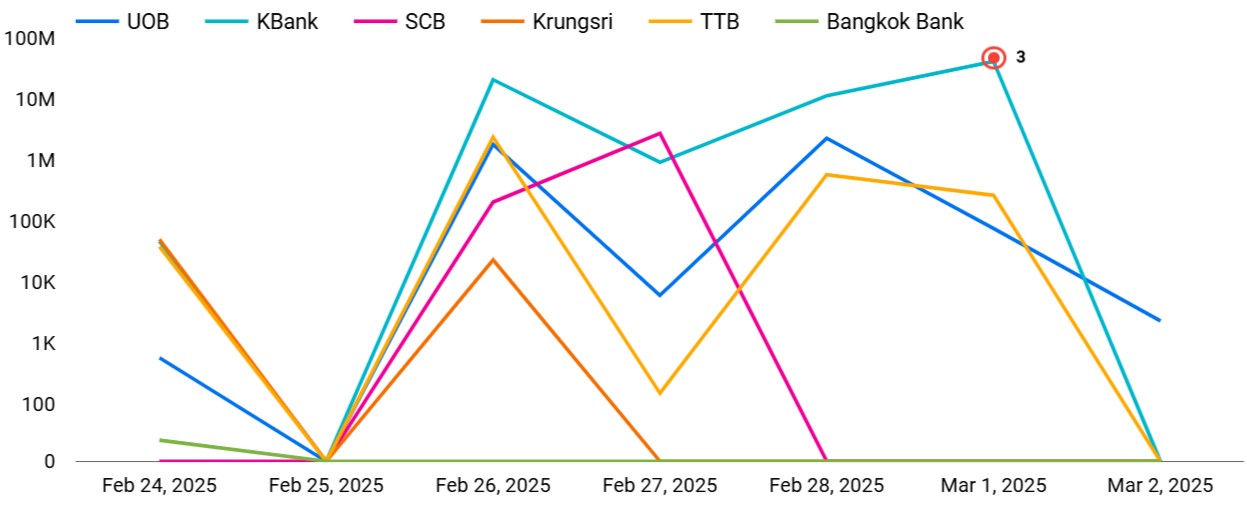 UOB KBank SCB Krungsri TTB Bangkok Bank
100M
3
10M
1M
100K
10K
1K
100
0
Feb 24, 2025 Feb 25, 2025 Feb 26, 2025 Feb 27, 2025 Feb 28, 2025 Mar 1, 2025 Mar 2, 2025